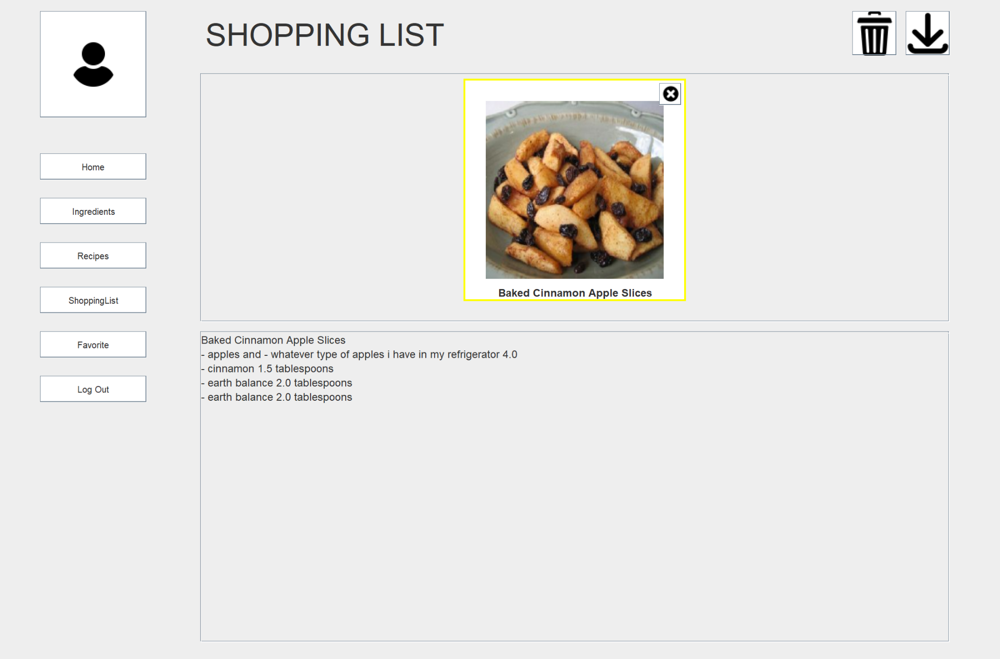 SHOPPING LIST
Home
Ingredients
Recipes
ShoppingList
Favorite
Log Out
Baked Cinnamon Apple Slices
Baked Cinnamon Apple Slices
- apples and - whatever type of apples i have in my refrigerator 4.0
- cinnamon 1.5 tablespoons
- earth balance 2.0 tablespoons
- earth balance 2.0 tablespoons